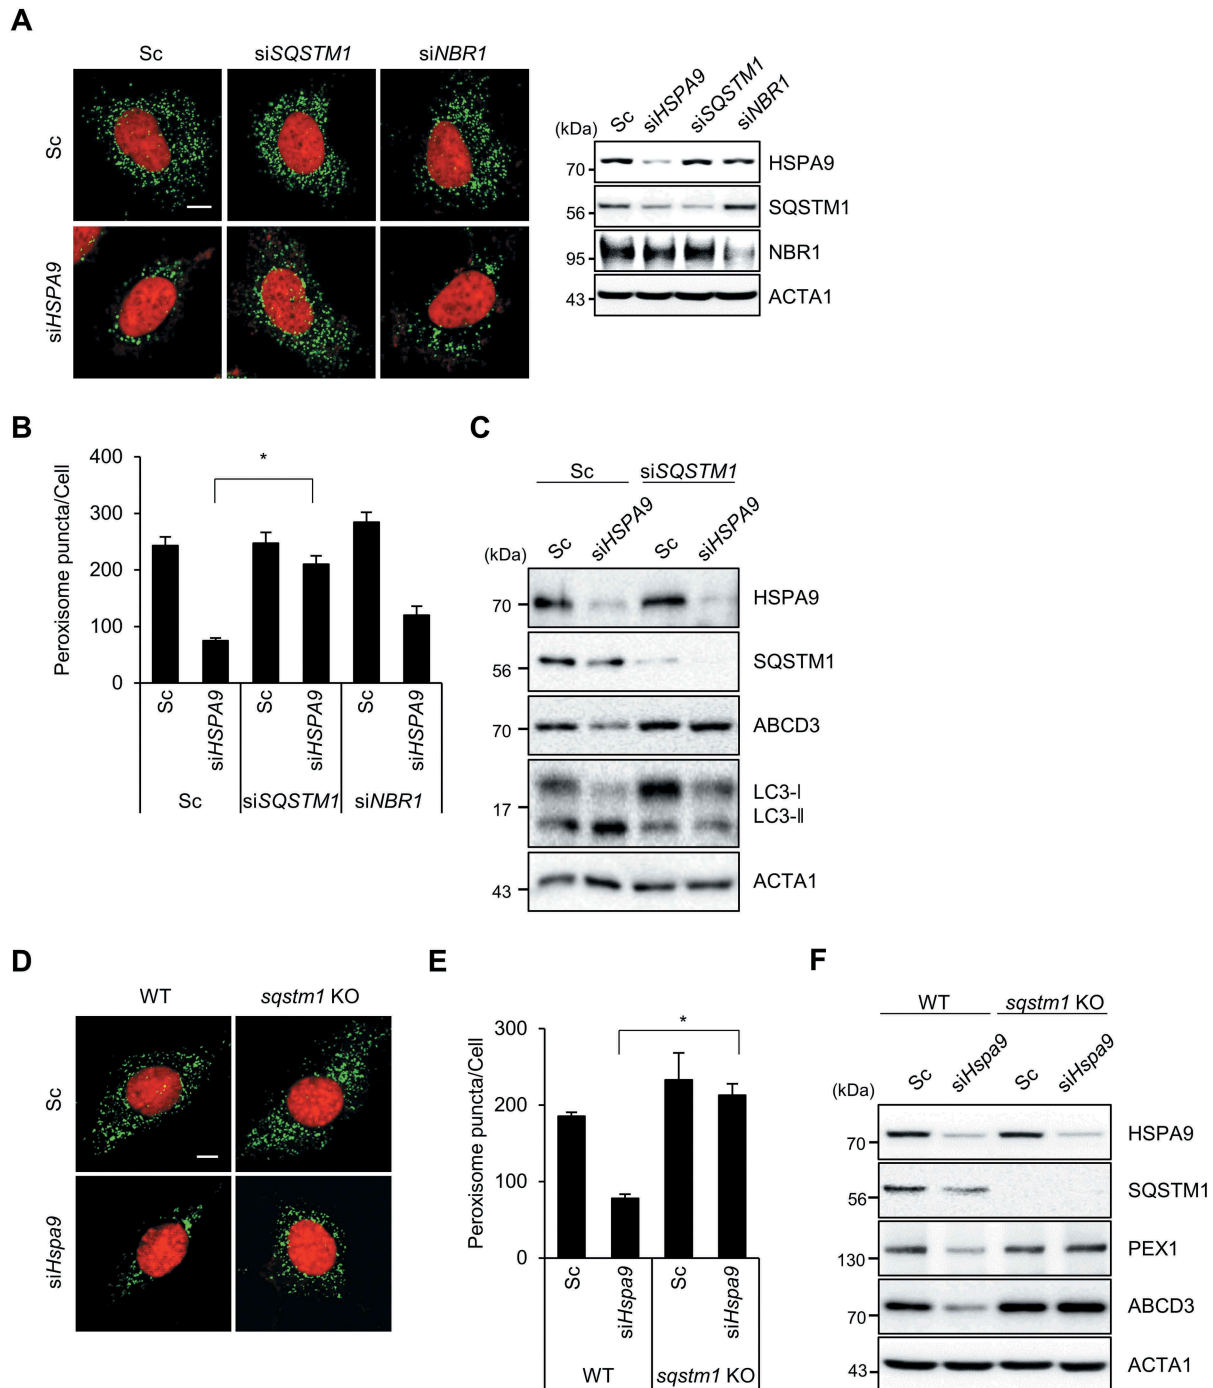 A
Sc
siSQSTM1
siNBR1
Sc
siHSPA9
Sc
siHSPA9
siSQSTM1
siNBR1
(kDa)
70
HSPA9
56
SQSTM1
95
NBR1
43
ACTA1
B
Peroxisome puncta/Cell
400
300
200
100
0
*
Sc
siHSPA9
Sc
siHSPA9
Sc
siHSPA9
Sc
siSQSTM1
siNBR1
C
Sc
siSQSTM1
Sc
siHSPA9
Sc
siHSPA9
(kDa)
70
HSPA9
56
SQSTM1
70
ABCD3
17
LC3-I
LC3-II
43
ACTA1
D
WT
sqstm1 KO
Sc
siHspa9
E
Peroxisome puncta/Cell
300
200
100
0
*
Sc
siHspa9
Sc
siHspa9
WT
sqstm1 KO
F
WT
sqstm1 KO
Sc
siHspa9
Sc
siHspa9
(kDa)
70
HSPA9
56
SQSTM1
130
PEX1
70
ABCD3
43
ACTA1